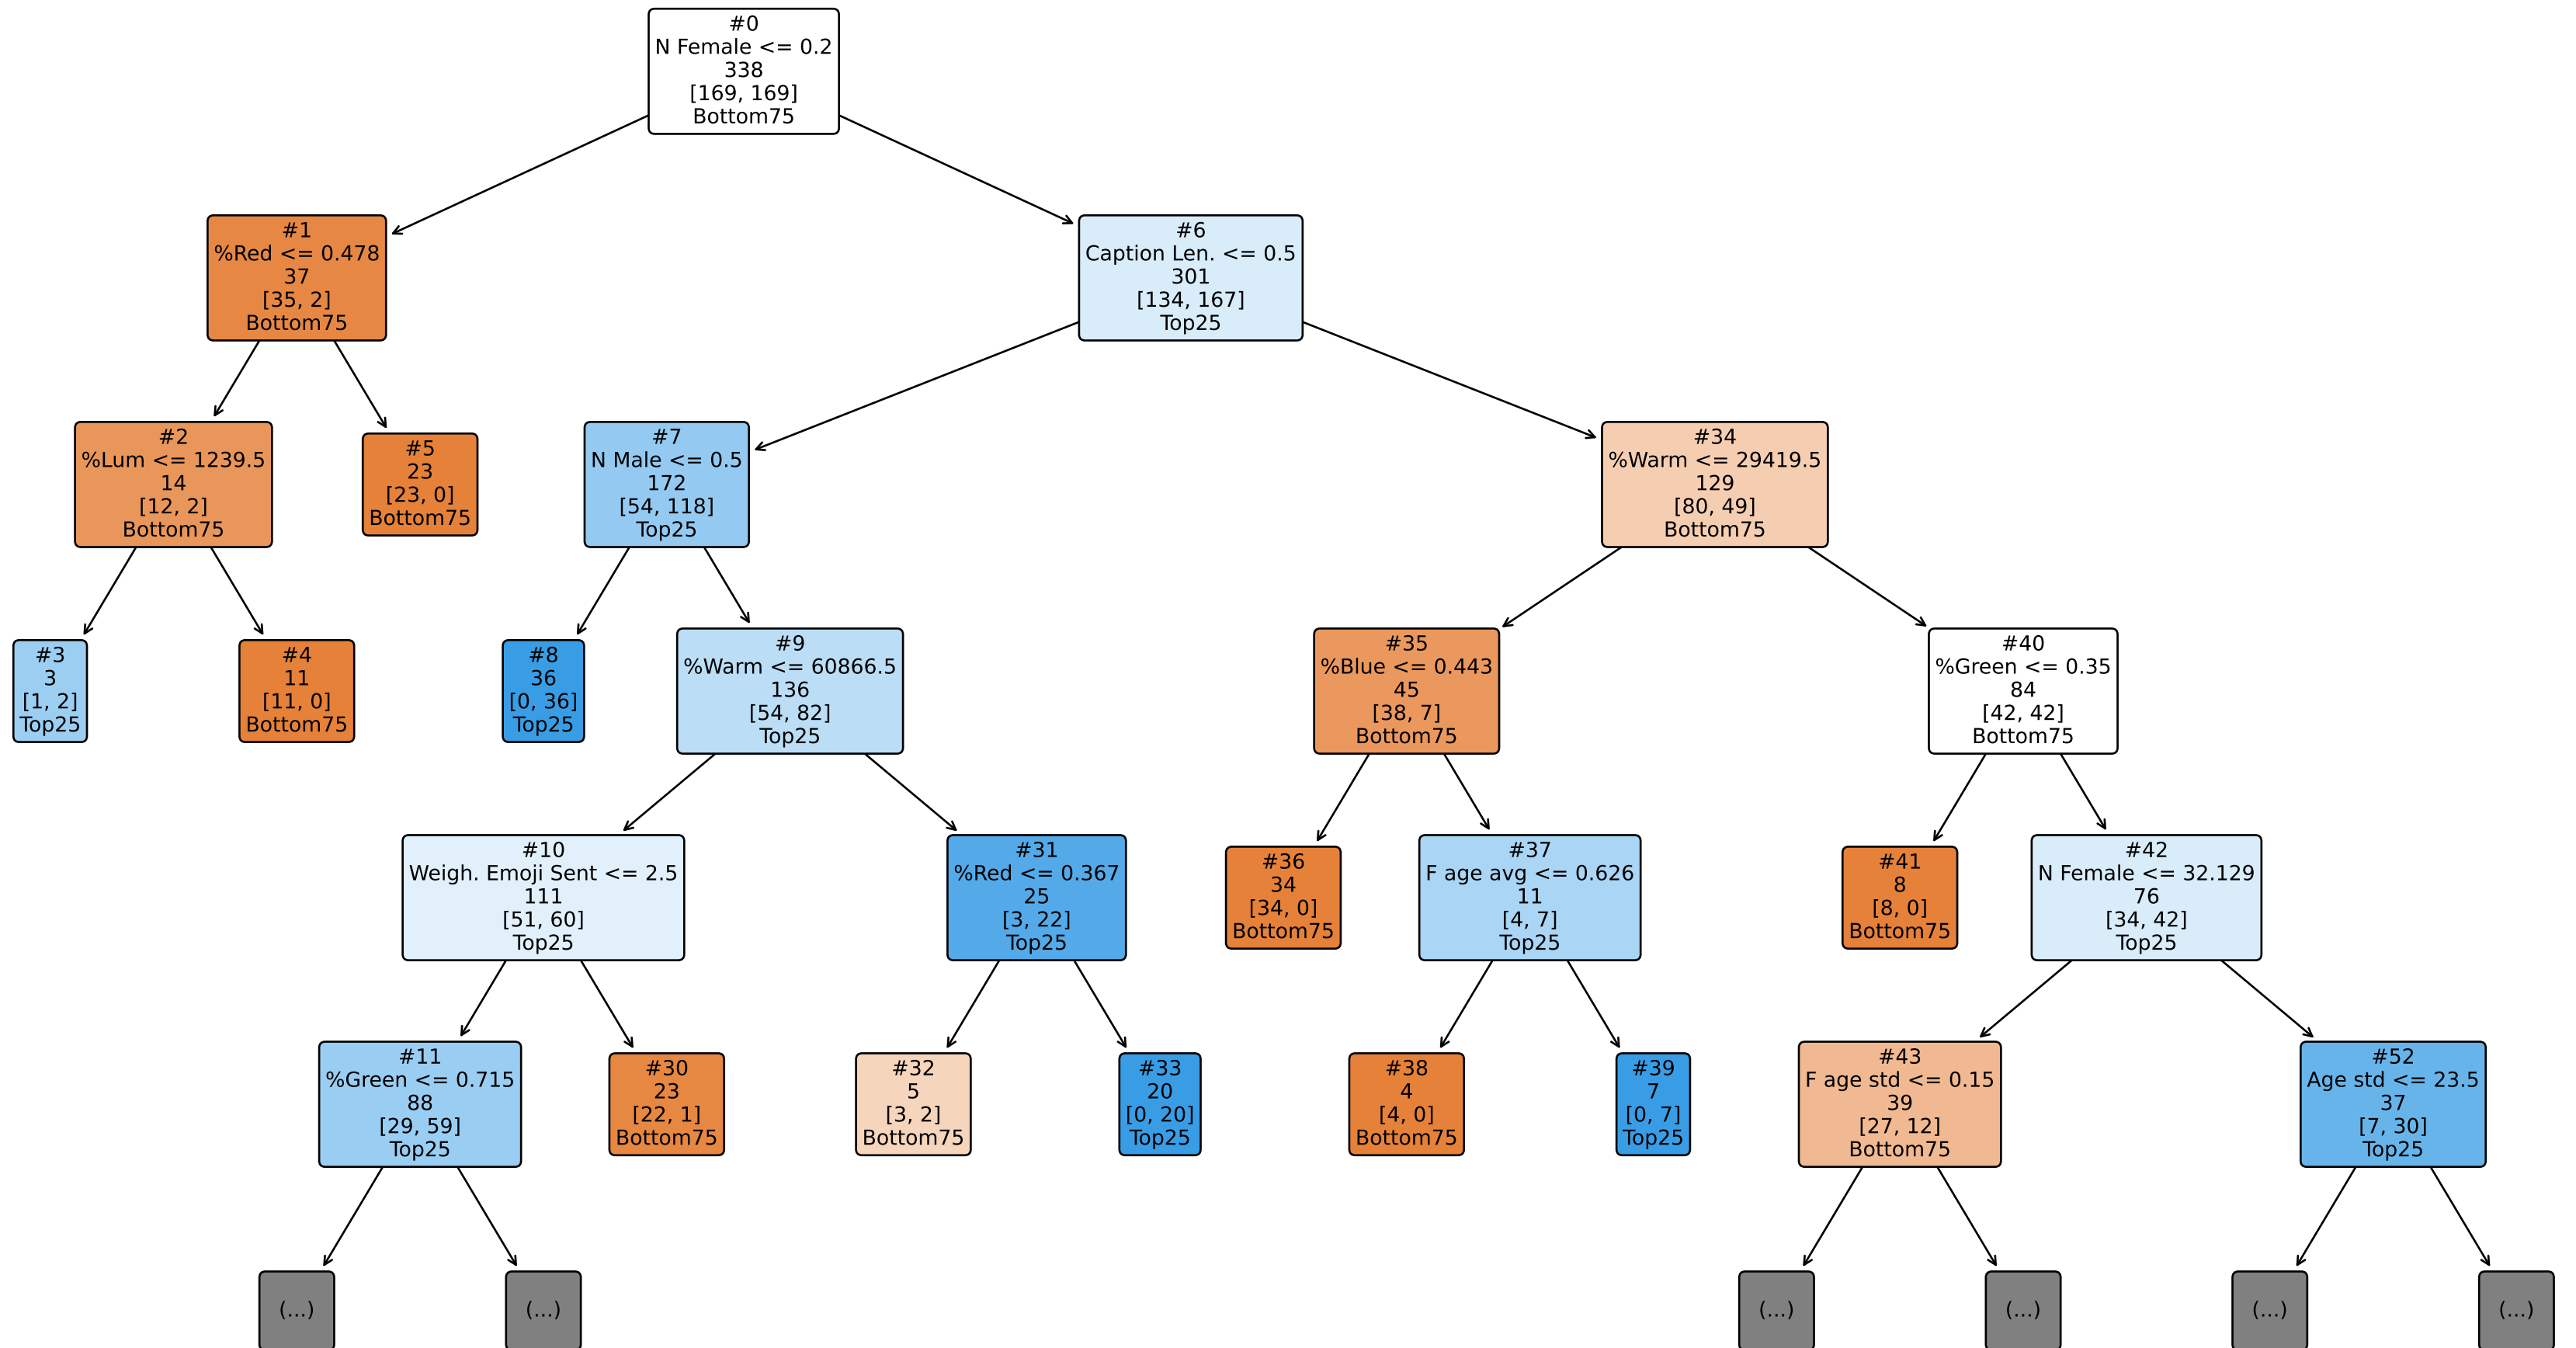 #0
N Female <= 0.2
338
[169, 169]
Bottom75
#1
%Red <= 0.478
37
[35, 2]
Bottom75
#6
Caption Len. <= 0.5
301
[134, 167]
Top25
#2
%Lum <= 1239.5
14
[12, 2]
Bottom75
#5
23
[23, 0]
Bottom75
#7
N Male <= 0.5
172
[54, 118]
Top25
#34
%Warm <= 29419.5
129
[80, 49]
Bottom75
#3
3
[1, 2]
Top25
#4
11
[11, 0]
Bottom75
#8
36
[0, 36]
Top25
#9
%Warm <= 60866.5
136
[54, 82]
Top25
#35
%Blue <= 0.443
45
[38, 7]
Bottom75
#40
%Green <= 0.35
84
[42, 42]
Bottom75
#10
Weigh. Emoji Sent <= 2.5
111
[51, 60]
Top25
#31
%Red <= 0.367
25
[3, 22]
Top25
#36
34
[34, 0]
Bottom75
#37
F age avg <= 0.626
11
[4, 7]
Top25
#41
8
[8, 0]
Bottom75
#42
N Female <= 32.129
76
[34, 42]
Top25
#11
%Green <= 0.715
88
[29, 59]
Top25
#30
23
[22, 1]
Bottom75
#32
5
[3, 2]
Bottom75
#33
20
[0, 20]
Top25
#38
4
[4, 0]
Bottom75
#39
7
[0, 7]
Top25
#43
F age std <= 0.15
39
[27, 12]
Bottom75
#52
Age std <= 23.5
37
[7, 30]
Top25
(...)
(...)
(...)
(...)
(...)
(...)